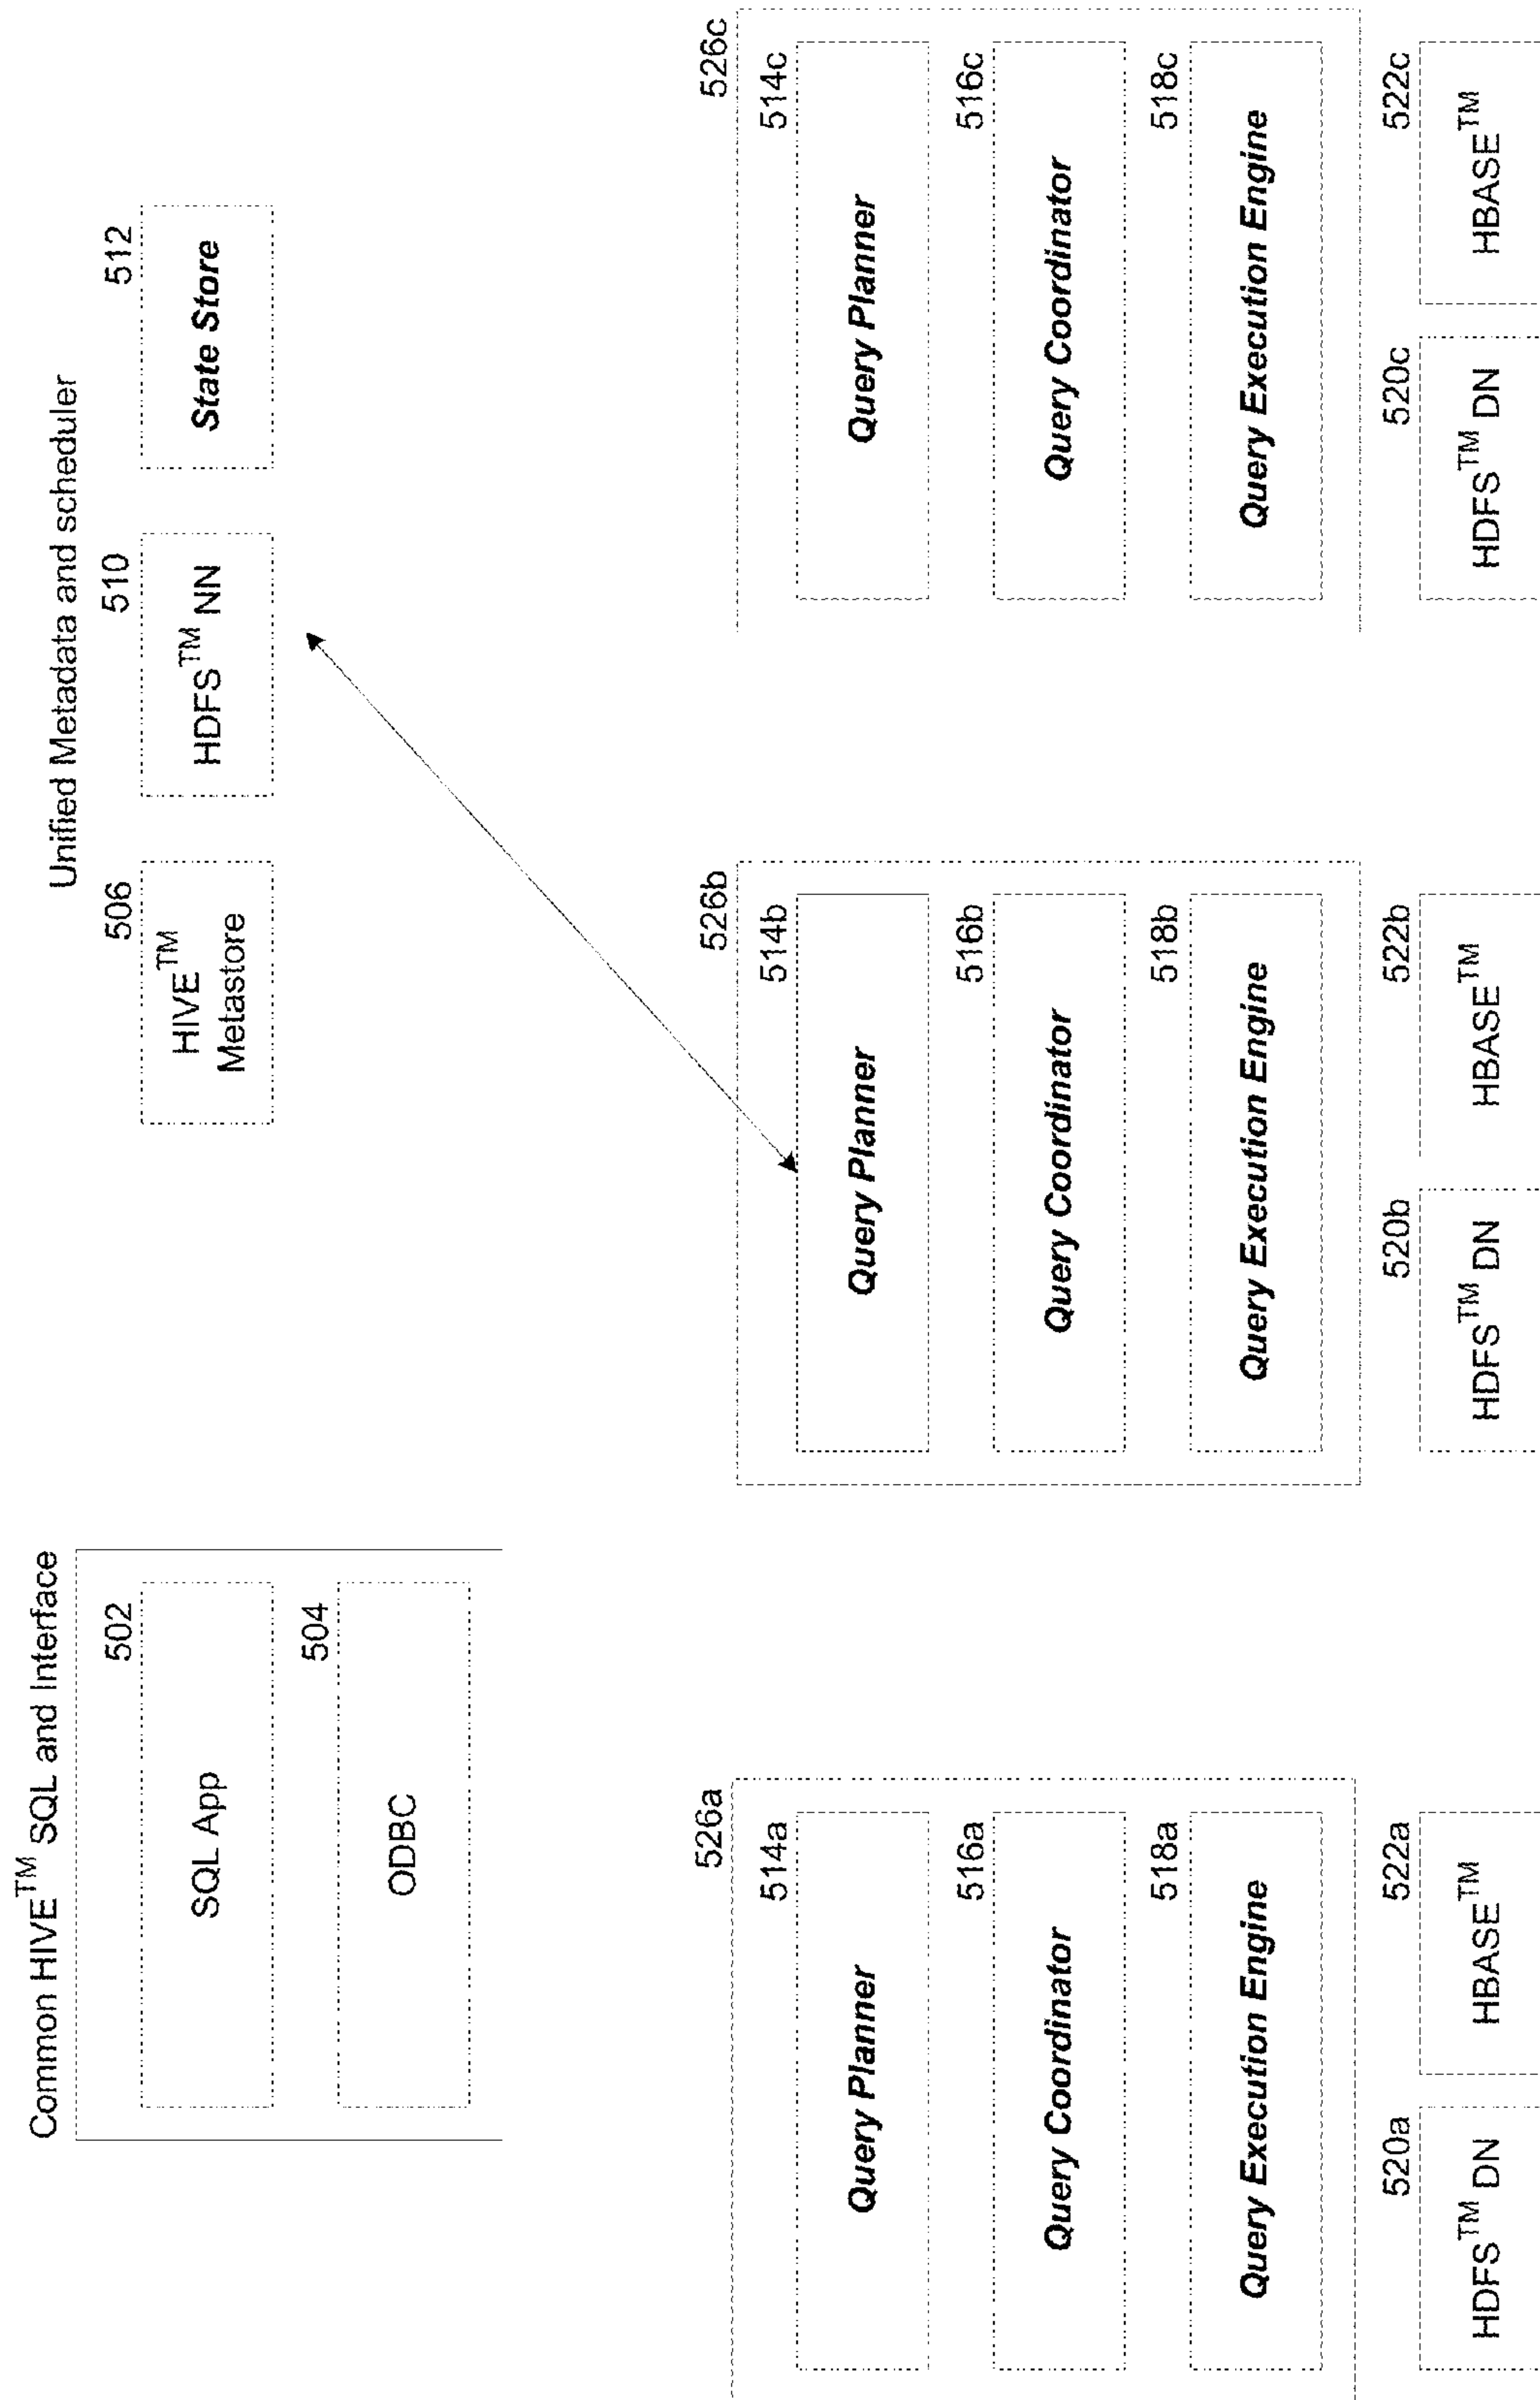 Common HIVE™ SQL and Interface
502
SQL App
504
ODBC
Unified Metadata and scheduler
506
HIVE™
Metastore
510
HDFS™ NN
512
State Store
526a
514a
Query Planner
516a
Query Coordinator
518a
Query Execution Engine
520a
HDFS™ DN
522a
HBASE™
526b
514b
Query Planner
516b
Query Coordinator
518b
Query Execution Engine
520b
HDFS™ DN
522b
HBASE™
526c
514c
Query Planner
516c
Query Coordinator
518c
Query Execution Engine
520c
HDFS™ DN
522c
HBASE™